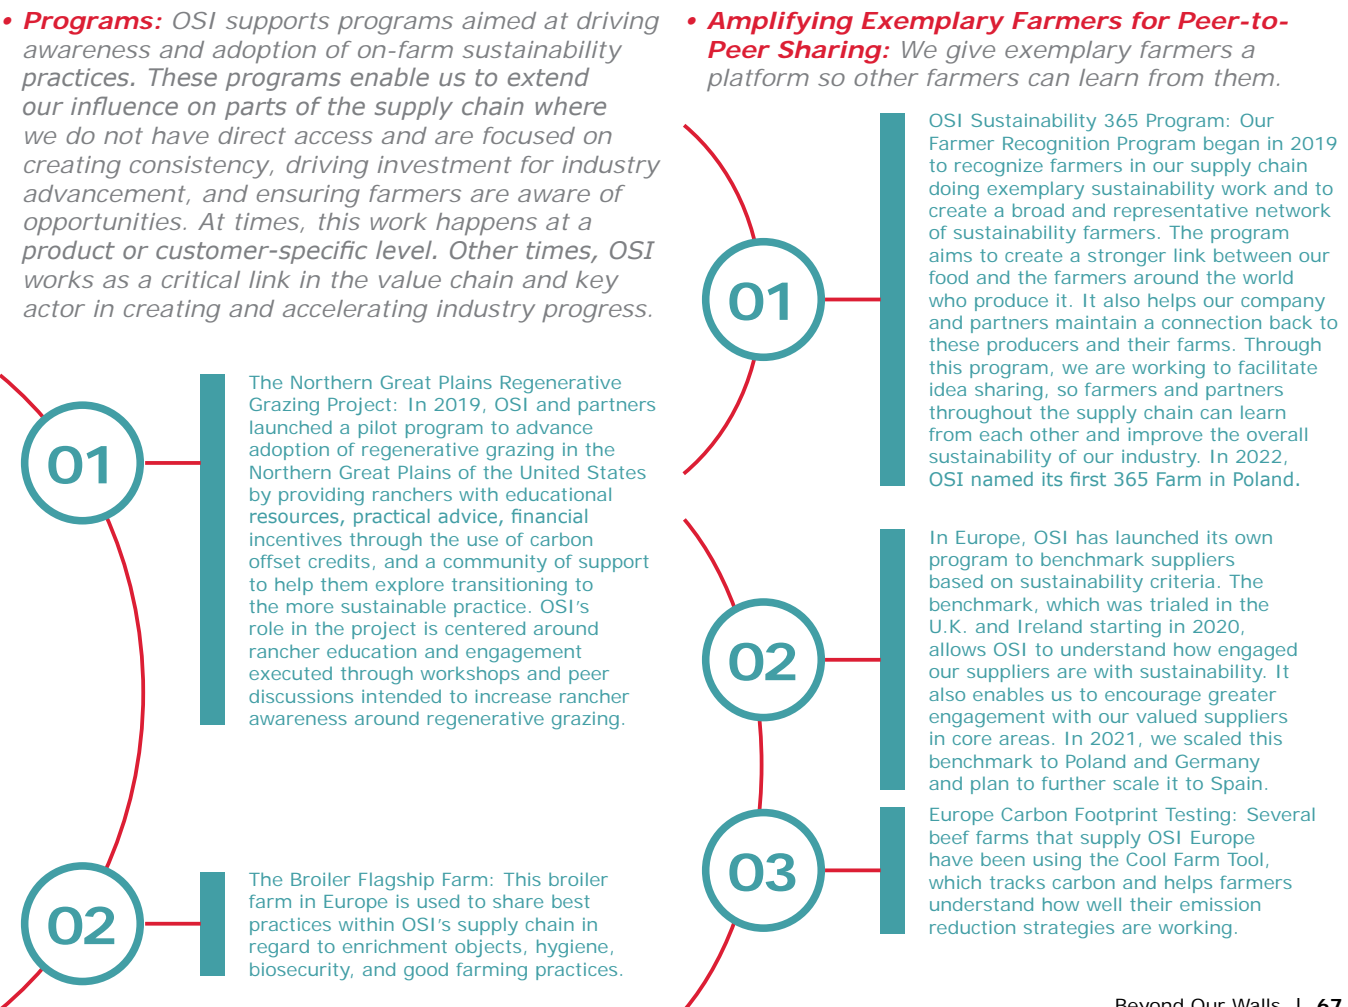 • Programs: OSI supports programs aimed at driving
awareness and adoption of on-farm sustainability
practices. These programs enable us to extend
our influence on parts of the supply chain where
we do not have direct access and are focused on
creating consistency, driving investment for industry
advancement, and ensuring farmers are aware of
opportunities. At times, this work happens at a
product or customer-specific level. Other times, OSI
works as a critical link in the value chain and key
actor in creating and accelerating industry progress.
01
The Northern Great Plains Regenerative
Grazing Project: In 2019, OSI and partners
launched a pilot program to advance
adoption of regenerative grazing in the
Northern Great Plains of the United States
by providing ranchers with educational
resources, practical advice, financial
incentives through the use of carbon
offset credits, and a community of support
to help them explore transitioning to
the more sustainable practice. OSI's
role in the project is centered around
rancher education and engagement
executed through workshops and peer
discussions intended to increase rancher
awareness around regenerative grazing.
02
The Broiler Flagship Farm: This broiler
farm in Europe is used to share best
practices within OSI's supply chain in
regard to enrichment objects, hygiene,
biosecurity, and good farming practices.
• Amplifying Exemplary Farmers for Peer-to-
Peer Sharing: We give exemplary farmers a
platform so other farmers can learn from them.
01
OSI Sustainability 365 Program: Our
Farmer Recognition Program began in 2019
to recognize farmers in our supply chain
doing exemplary sustainability work and to
create a broad and representative network
of sustainability farmers. The program
aims to create a stronger link between our
food and the farmers around the world
who produce it. It also helps our company
and partners maintain a connection back to
these producers and their farms. Through
this program, we are working to facilitate
idea sharing, so farmers and partners
throughout the supply chain can learn
from each other and improve the overall
sustainability of our industry. In 2022,
OSI named its first 365 Farm in Poland.
02
In Europe, OSI has launched its own
program to benchmark suppliers
based on sustainability criteria. The
benchmark, which was trialed in the
U.K. and Ireland starting in 2020,
allows OSI to understand how engaged
our suppliers are with sustainability. It
also enables us to encourage greater
engagement with our valued suppliers
in core areas. In 2021, we scaled this
benchmark to Poland and Germany
and plan to further scale it to Spain.
03
Europe Carbon Footprint Testing: Several
beef farms that supply OSI Europe
have been using the Cool Farm Tool,
which tracks carbon and helps farmers
understand how well their emission
reduction strategies are working.
Beyond Our Walls | 67